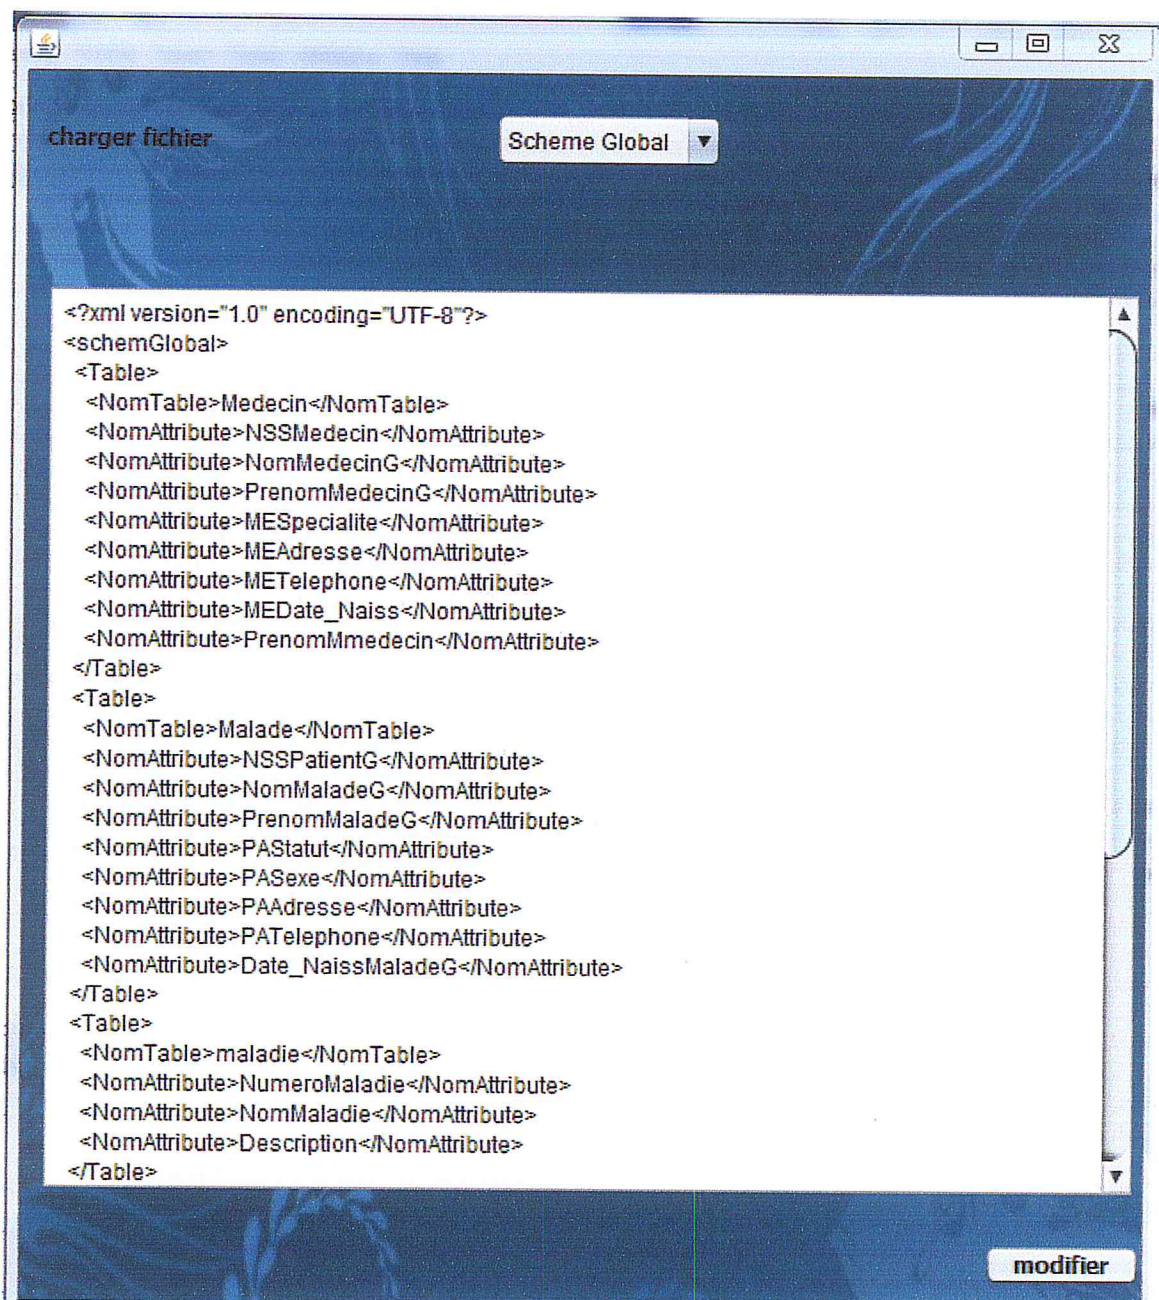 charger fichier
Scheme Global
<?xml version="1.0" encoding="UTF-8"?>
<schemGlobal>
<Table>
<NomTable>Medecin</NomTable>
<NomAttribute>NSSMedecin</NomAttribute>
<NomAttribute>NomMedecinG</NomAttribute>
<NomAttribute>PrenomMedecinG</NomAttribute>
<NomAttribute>MESpecialite</NomAttribute>
<NomAttribute>MEAdresse</NomAttribute>
<NomAttribute>METelephone</NomAttribute>
<NomAttribute>MEDate_Naiss</NomAttribute>
<NomAttribute>PrenomMmedecin</NomAttribute>
</Table>
<Table>
<NomTable>Malade</NomTable>
<NomAttribute>NSSPatientG</NomAttribute>
<NomAttribute>NomMaladeG</NomAttribute>
<NomAttribute>PrenomMaladeG</NomAttribute>
<NomAttribute>PAStatut</NomAttribute>
<NomAttribute>PASexe</NomAttribute>
<NomAttribute>PAAdresse</NomAttribute>
<NomAttribute>PATelephone</NomAttribute>
<NomAttribute>Date_NaissMaladeG</NomAttribute>
</Table>
<Table>
<NomTable>maladie</NomTable>
<NomAttribute>NumeroMaladie</NomAttribute>
<NomAttribute>NomMaladie</NomAttribute>
<NomAttribute>Description</NomAttribute>
</Table>
modifier